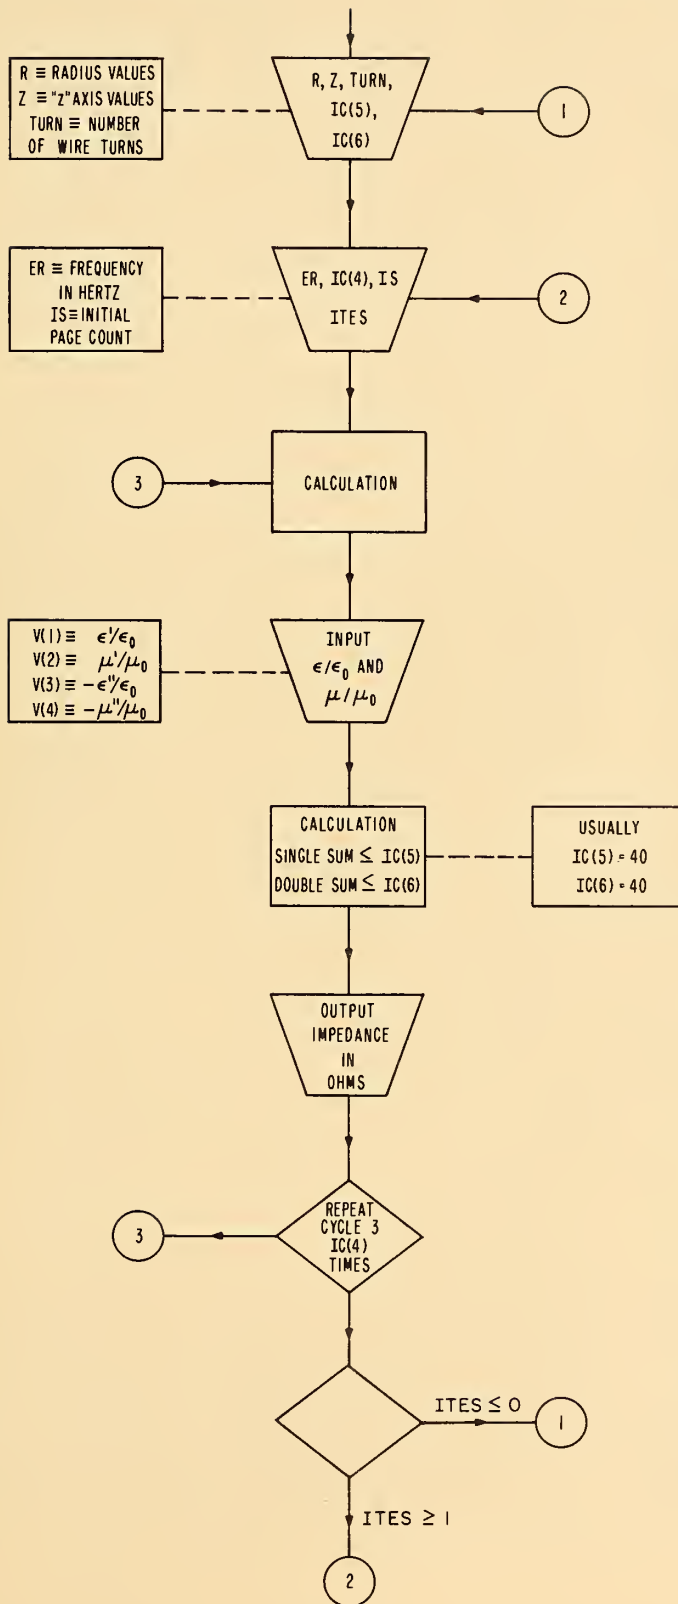 R ≡ RADIUS VALUES
Z ≡ "z" AXIS VALUES
TURN ≡ NUMBER
OF WIRE TURNS
R, Z, TURN,
IC(5),
IC(6)
1
ER ≡ FREQUENCY
IN HERTZ
IS≡INITIAL
PAGE COUNT
ER, IC(4), IS
ITES
2
3
CALCULATION
V(1) ≡ ϵ'/ϵ₀
V(2) ≡ μ'/μ₀
V(3) ≡ -ϵ"/ϵ₀
V(4) ≡ -μ"/μ₀
INPUT
ϵ/ϵ₀ AND
μ/μ₀
CALCULATION
SINGLE SUM ≤ IC(5)
DOUBLE SUM ≤ IC(6)
USUALLY
IC(5) = 40
IC(6) = 40
OUTPUT
IMPEDANCE
IN
OHMS
REPEAT
CYCLE 3
IC(4)
TIMES
3
ITES ≤ 0
1
ITES ≥ 1
2